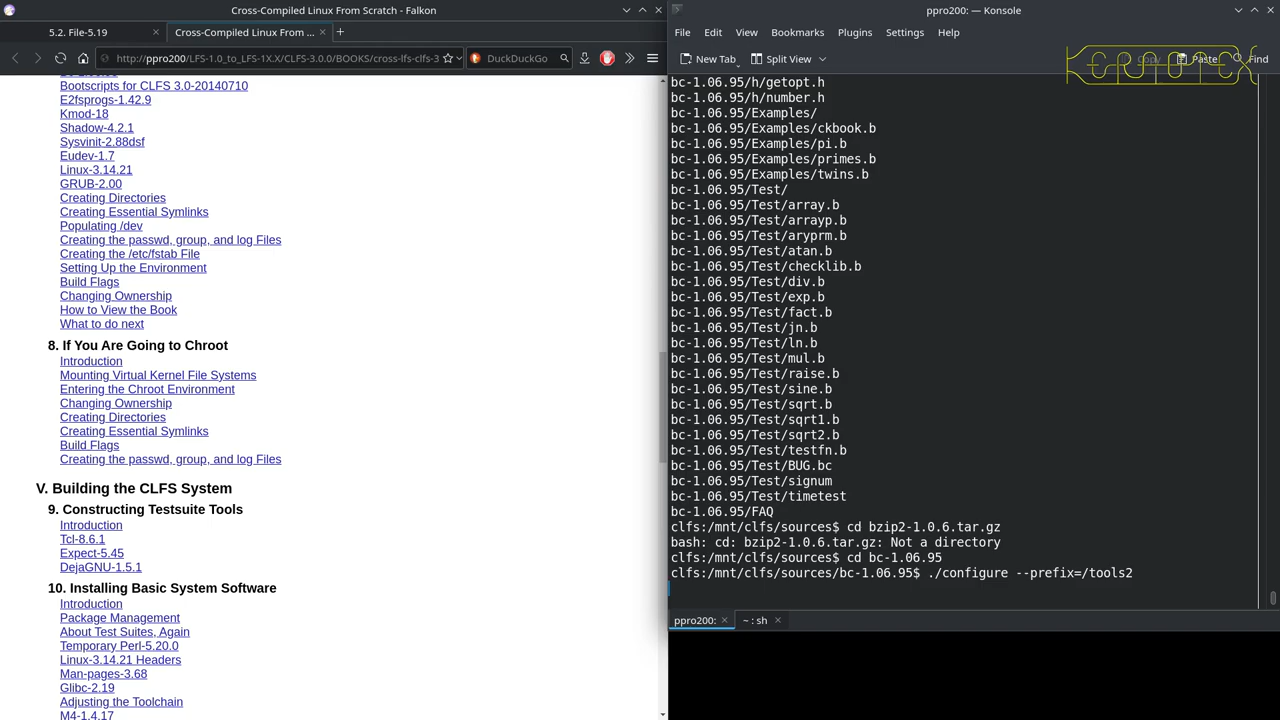 Cross-Compiled Linux From Scratch - Falkon
5.2. File-5.19
Cross-Compiled Linux From ...
http://ppro200/LFS-1.0_to_LFS-1X.X/CLFS-3.0.0/BOOKS/cross-lfs-clfs-3
DuckDuckGo
Bootscripts for CLFS 3.0-20140710
E2fsprogs-1.42.9
Kmod-18
Shadow-4.2.1
Sysvinit-2.88dsf
Eudev-1.7
Linux-3.14.21
GRUB-2.00
Creating Directories
Creating Essential Symlinks
Populating /dev
Creating the passwd, group, and log Files
Creating the /etc/fstab File
Setting Up the Environment
Build Flags
Changing Ownership
How to View the Book
What to do next
8. If You Are Going to Chroot
Introduction
Mounting Virtual Kernel File Systems
Entering the Chroot Environment
Changing Ownership
Creating Directories
Creating Essential Symlinks
Build Flags
Creating the passwd, group, and log Files
V. Building the CLFS System
9. Constructing Testsuite Tools
Introduction
Tcl-8.6.1
Expect-5.45
DejaGNU-1.5.1
10. Installing Basic System Software
Introduction
Package Management
About Test Suites, Again
Temporary Perl-5.20.0
Linux-3.14.21 Headers
Man-pages-3.68
Glibc-2.19
Adjusting the Toolchain
M4-1.4.17
ppro200: — Konsole
File Edit View Bookmarks Plugins Settings Help
New Tab Split View Copy Paste Find
bc-1.06.95/h/getopt.h
bc-1.06.95/h/number.h
bc-1.06.95/Examples/
bc-1.06.95/Examples/ckbook.b
bc-1.06.95/Examples/pi.b
bc-1.06.95/Examples/primes.b
bc-1.06.95/Examples/twins.b
bc-1.06.95/Test/
bc-1.06.95/Test/array.b
bc-1.06.95/Test/arrayp.b
bc-1.06.95/Test/aryprm.b
bc-1.06.95/Test/atan.b
bc-1.06.95/Test/checklib.b
bc-1.06.95/Test/div.b
bc-1.06.95/Test/exp.b
bc-1.06.95/Test/fact.b
bc-1.06.95/Test/jn.b
bc-1.06.95/Test/ln.b
bc-1.06.95/Test/mul.b
bc-1.06.95/Test/raise.b
bc-1.06.95/Test/sine.b
bc-1.06.95/Test/sqrt.b
bc-1.06.95/Test/sqrt1.b
bc-1.06.95/Test/sqrt2.b
bc-1.06.95/Test/testfn.b
bc-1.06.95/Test/BUG.bc
bc-1.06.95/Test/signum
bc-1.06.95/Test/timetest
bc-1.06.95/FAQ
clfs:/mnt/clfs/sources$ cd bzip2-1.0.6.tar.gz
bash: cd: bzip2-1.0.6.tar.gz: Not a directory
clfs:/mnt/clfs/sources$ cd bc-1.06.95
clfs:/mnt/clfs/sources/bc-1.06.95$ ./configure --prefix=/tools2
ppro200:
~ : sh